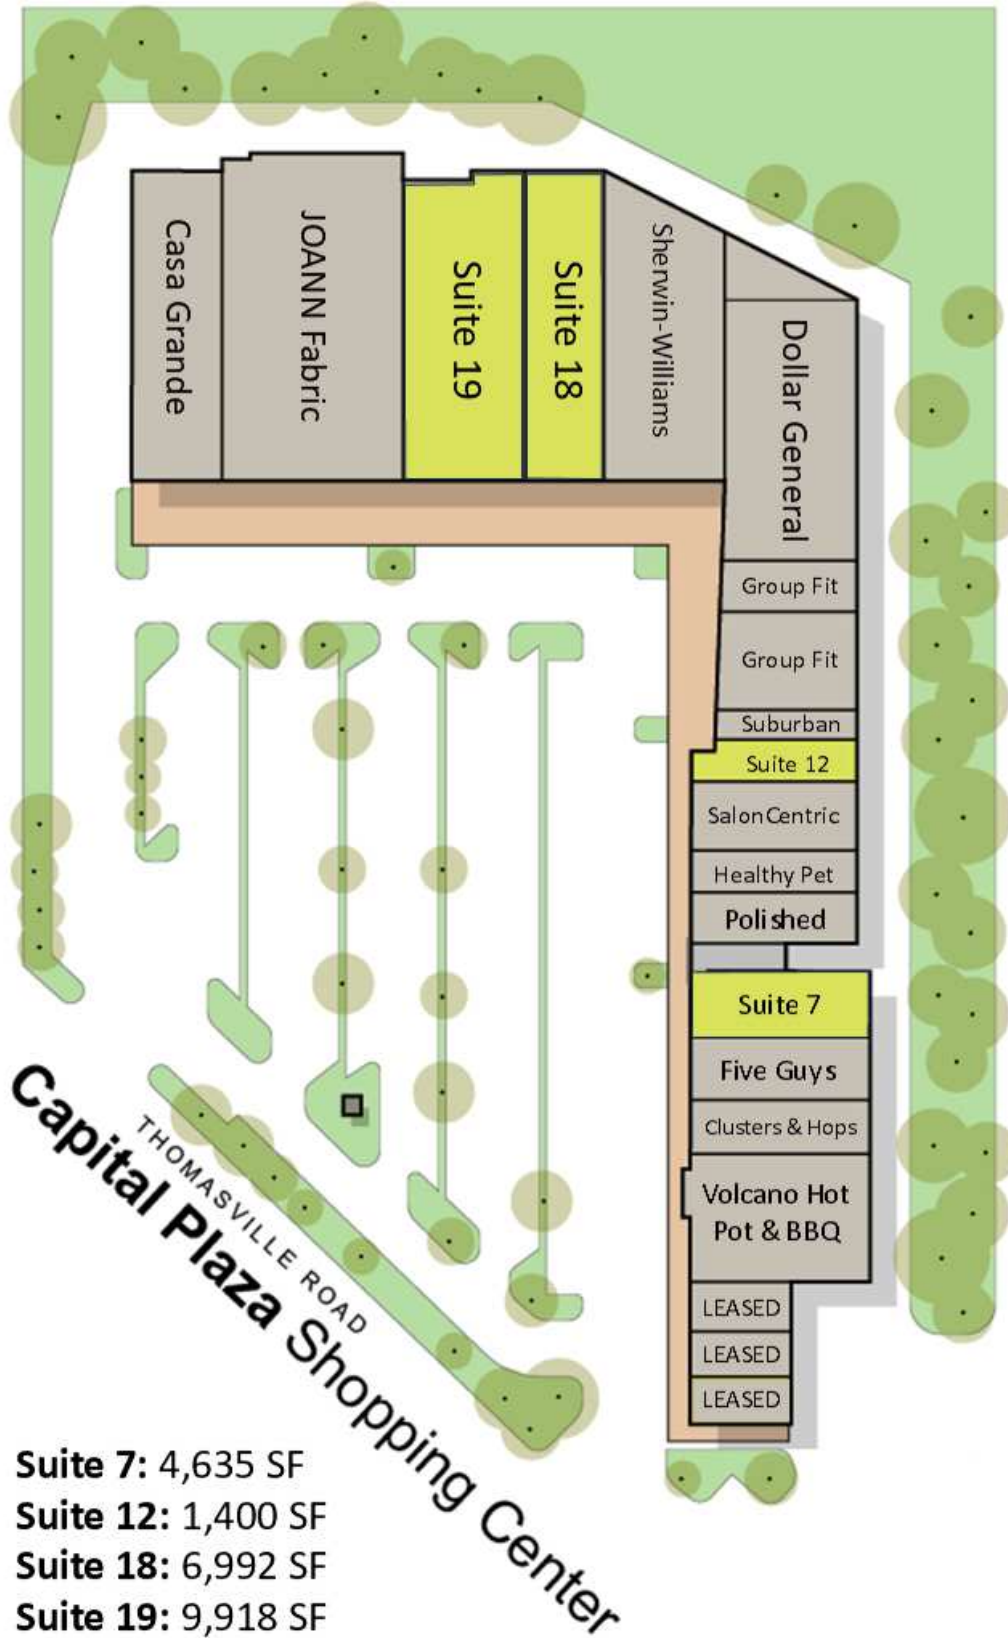 Casa Grande
JOANN Fabric
Suite 19
Suite 18
Sherwin-Williams
Dollar General
Group Fit
Group Fit
Suburban
Suite 12
SalonCentric
Healthy Pet
Polished
Suite 7
Five Guys
Clusters & Hops
Volcano Hot
Pot & BBQ
LEASED
LEASED
LEASED
THOMASVILLE ROAD
Capital Plaza Shopping Center
Suite 7: 4,635 SF
Suite 12: 1,400 SF
Suite 18: 6,992 SF
Suite 19: 9,918 SF